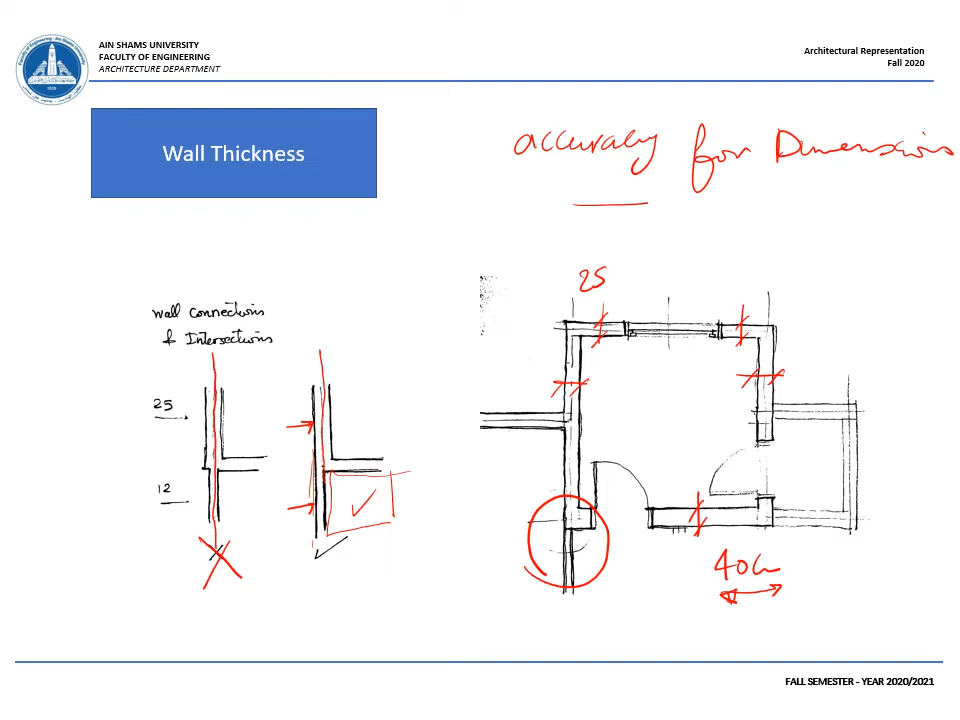 AIN SHAMS UNIVERSITY
FACULTY OF ENGINEERING
ARCHITECTURE DEPARTMENT
Architectural Representation
Fall 2020
Wall Thickness
accuracy for Dimensions
wall connections
& Intersections
25
12
25
40cm
FALL SEMESTER - YEAR 2020/2021